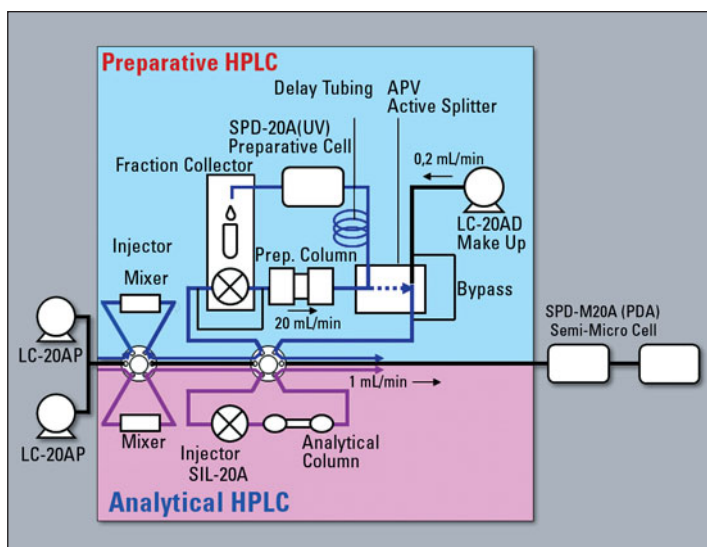 Preparative HPLC
Delay Tubing
APV
Active Splitter
SPD-20A(UV)
Preparative Cell
Fraction Collector
0,2 mL/min
LC-20AD
Make Up
Injector
Mixer
Prep. Column
Bypass
20 mL/min
SPD-M20A (PDA)
Semi-Micro Cell
LC-20AP
1 mL/min
LC-20AP
Mixer
Injector
SIL-20A
Analytical
Column
Analytical HPLC